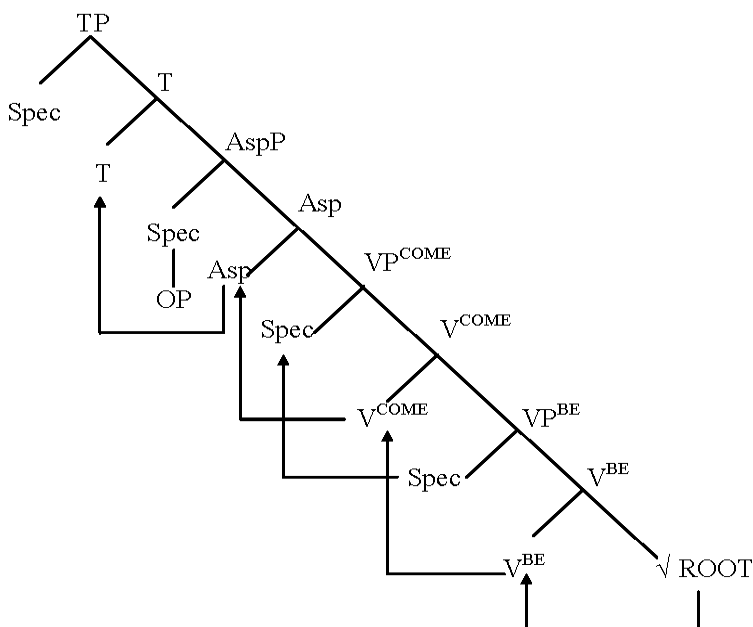 TP
Spec
T
T
AspP
Spec
Asp
Asp
OP
VP^COME
Spec
V^COME
V^COME
VP^BE
Spec
V^BE
V^BE
√ ROOT